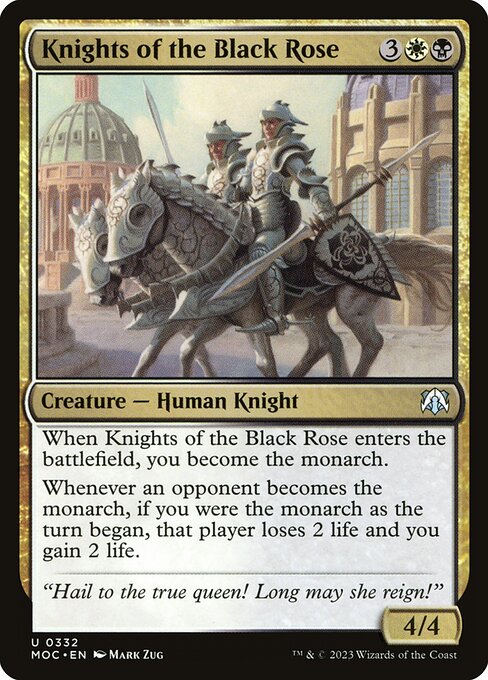 Knights of the Black Rose 3
Creature — Human Knight
When Knights of the Black Rose enters the
battlefield, you become the monarch.
Whenever an opponent becomes the
monarch, if you were the monarch as the
turn began, that player loses 2 life and you
gain 2 life.
“Hail to the true queen! Long may she reign!”
4/4
U 0332
MOC • EN Mark Zug
™ & © 2023 Wizards of the Coast